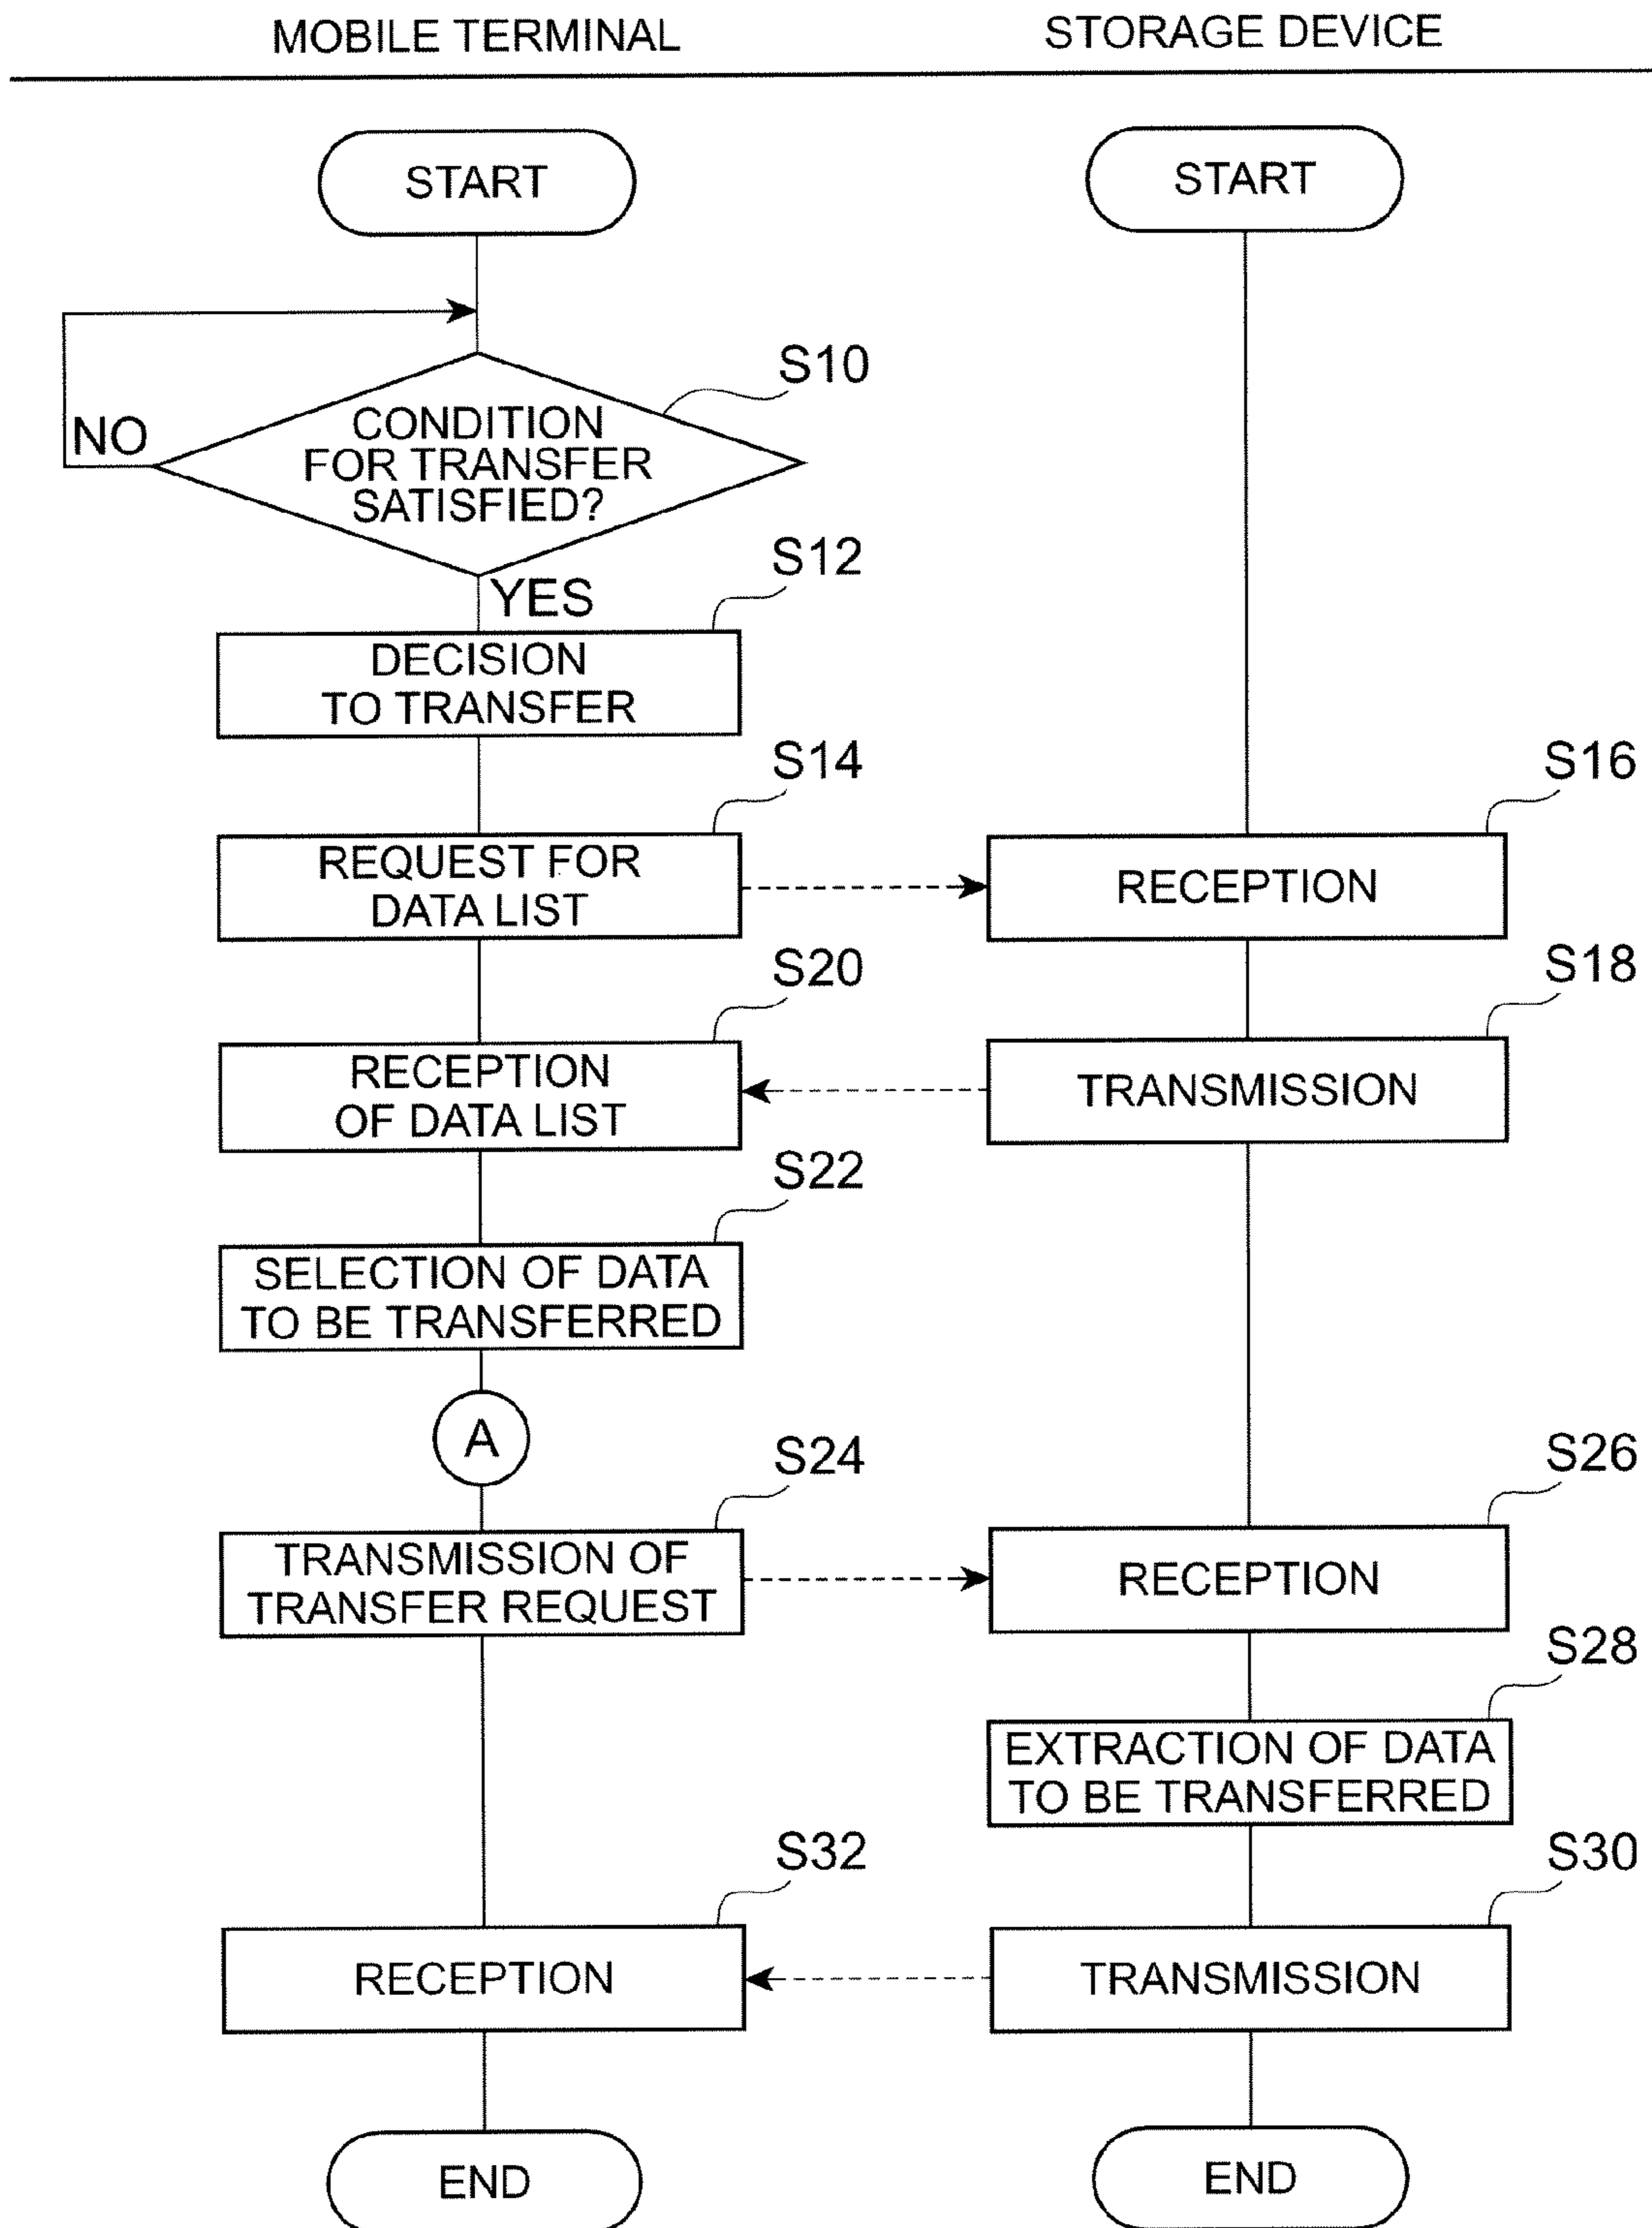 MOBILE TERMINAL
STORAGE DEVICE
START
START
S10
CONDITION
FOR TRANSFER
SATISFIED?
NO
YES
S12
DECISION
TO TRANSFER
S14
REQUEST FOR
DATA LIST
S16
RECEPTION
S18
TRANSMISSION
S20
RECEPTION
OF DATA LIST
S22
SELECTION OF DATA
TO BE TRANSFERRED
A
S24
TRANSMISSION OF
TRANSFER REQUEST
S26
RECEPTION
S28
EXTRACTION OF DATA
TO BE TRANSFERRED
S30
TRANSMISSION
S32
RECEPTION
END
END